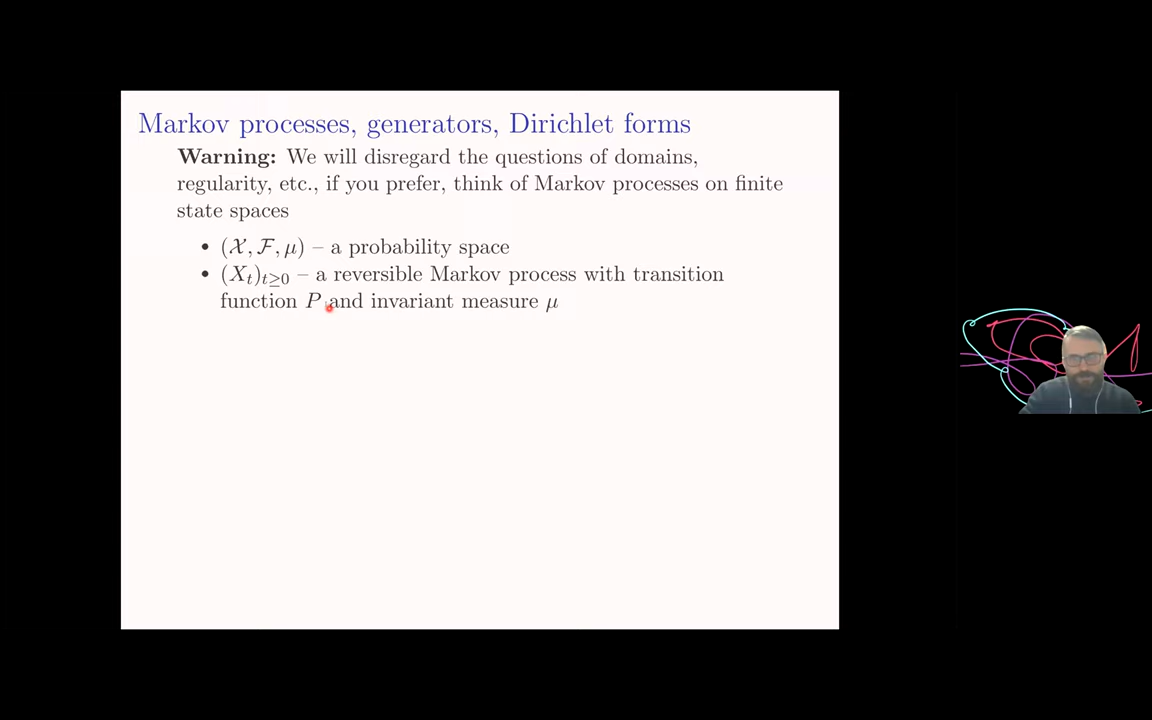 Markov processes, generators, Dirichlet forms
Warning: We will disregard the questions of domains,
regularity, etc., if you prefer, think of Markov processes on finite
state spaces
• (𝒳, ℱ, μ) – a probability space
• (X_t)_{t≥0} – a reversible Markov process with transition
function P and invariant measure μ